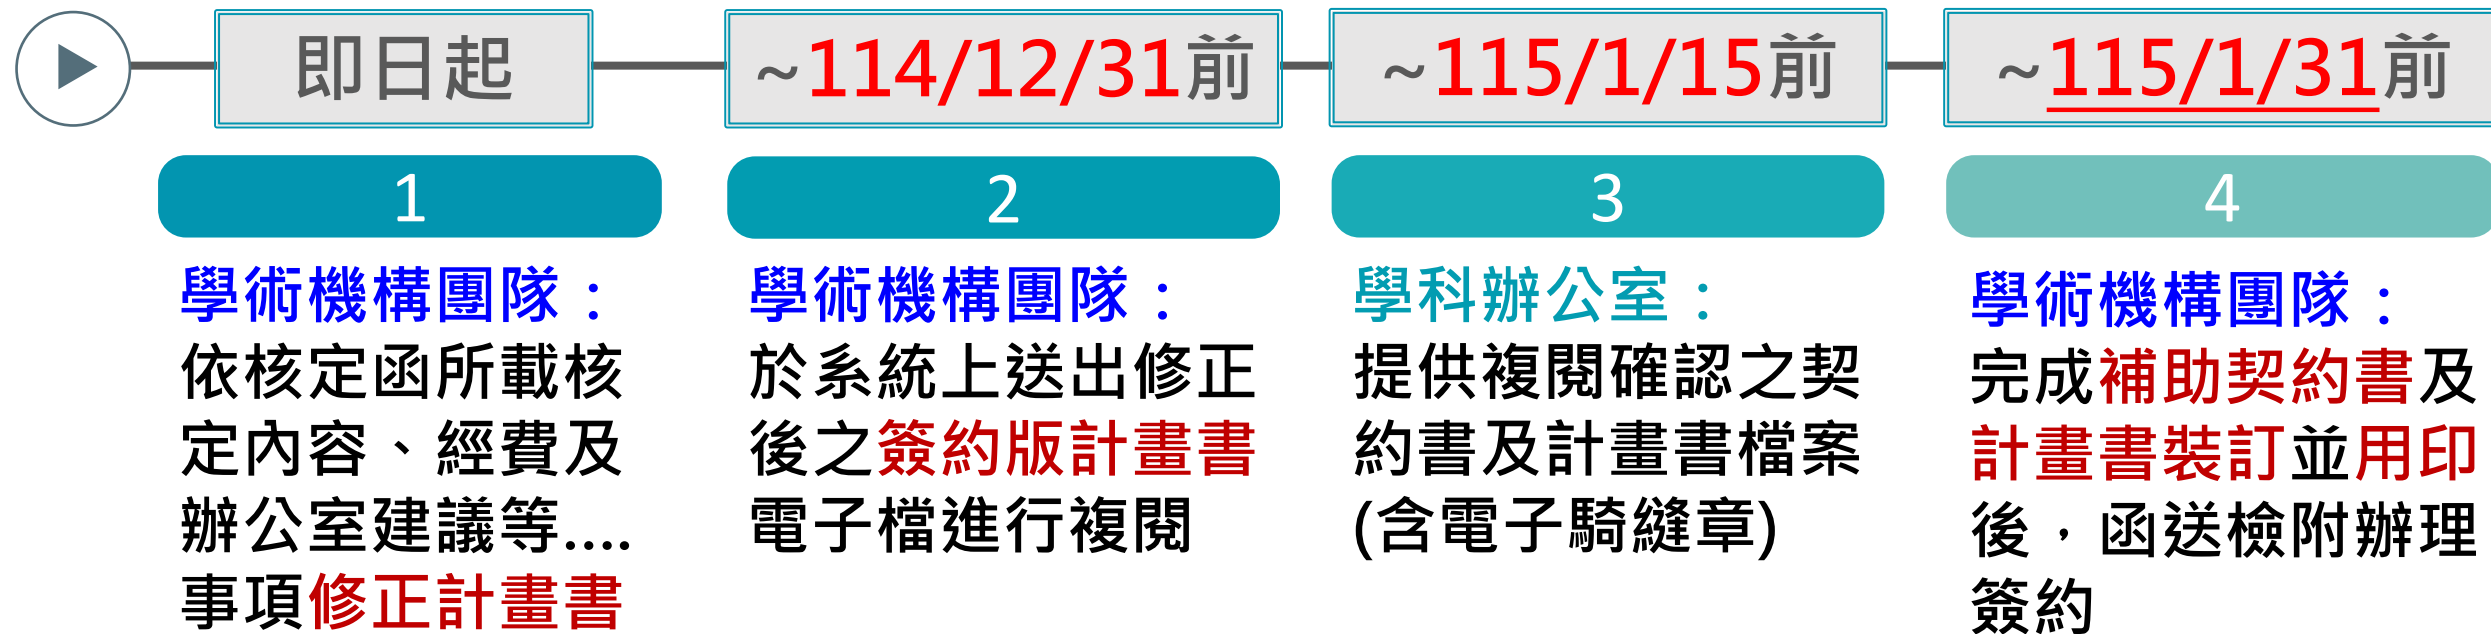 即日起
~114/12/31前
~115/1/15前
~115/1/31前
1
2
3
4
學術機構團隊：
依核定函所載核
定內容、經費及
辦公室建議等....
事項修正計畫書
學術機構團隊：
於系統上送出修正
後之簽約版計畫書
電子檔進行複閱
學科辦公室：
提供複閱確認之契
約書及計畫書檔案
(含電子騎縫章)
學術機構團隊：
完成補助契約書及
計畫書裝訂並用印
後，函送檢附辦理
簽約